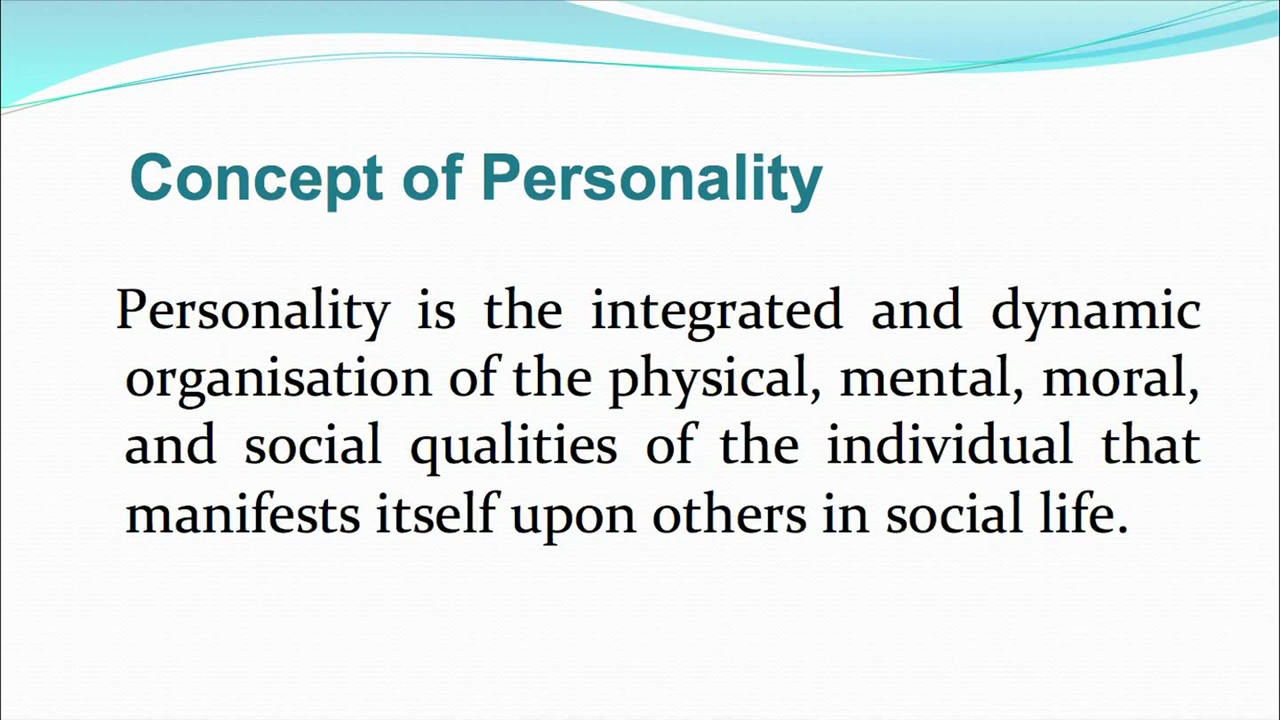 Concept of Personality
Personality is the integrated and dynamic
organisation of the physical, mental, moral,
and social qualities of the individual that
manifests itself upon others in social life.